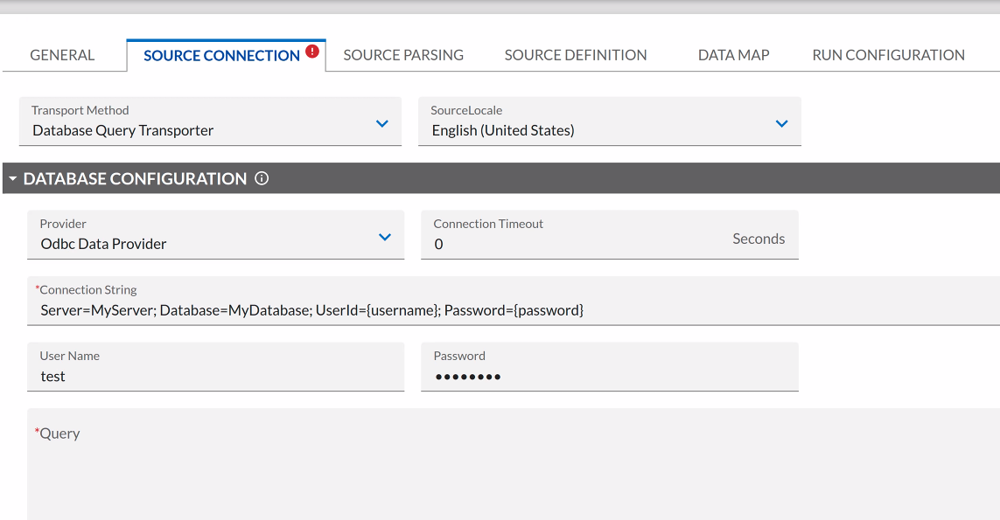 GENERAL SOURCE CONNECTION ! SOURCE PARSING SOURCE DEFINITION DATA MAP RUN CONFIGURATION
Transport Method SourceLocale
Database Query Transporter English (United States)
DATABASE CONFIGURATION
Provider Connection Timeout
Odbc Data Provider 0 Seconds
*Connection String
Server=MyServer; Database=MyDatabase; UserId={username}; Password={password}
User Name Password
test ••••••••
*Query